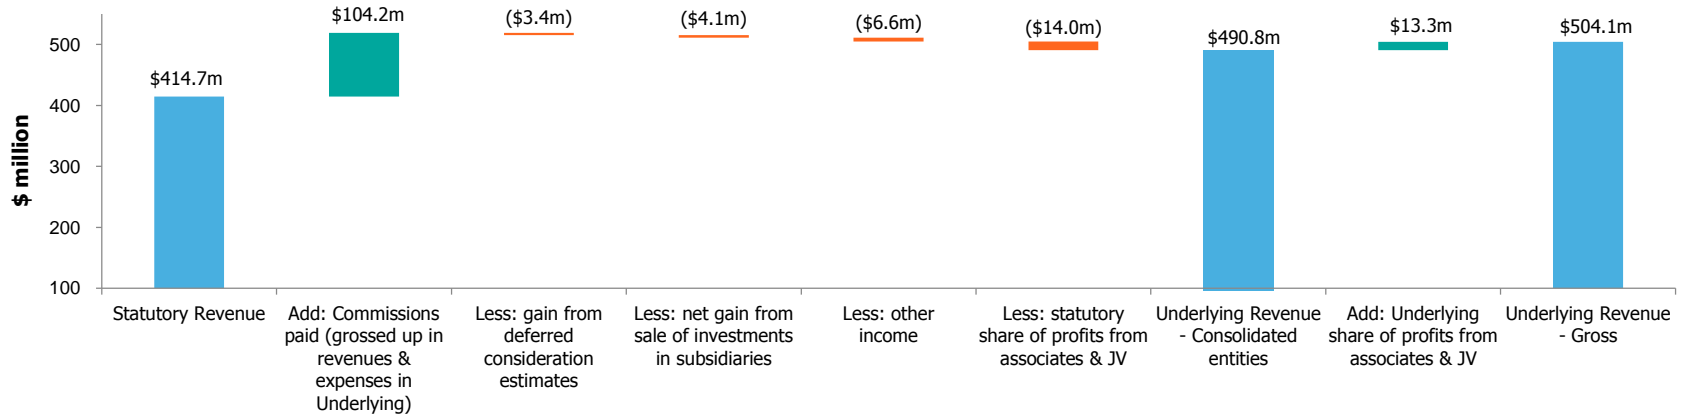 $414.7m
$104.2m
($3.4m)
($4.1m)
($6.6m)
($14.0m)
$490.8m
$13.3m
$504.1m
$ million
500
400
300
200
100
Statutory Revenue
Add: Commissions
paid (grossed up in
revenues &
expenses in
Underlying)
Less: gain from
deferred
consideration
estimates
Less: net gain from
sale of investments
in subsidiaries
Less: other
income
Less: statutory
share of profits from
associates & JV
Underlying Revenue
- Consolidated
entities
Add: Underlying
share of profits from
associates & JV
Underlying Revenue
- Gross